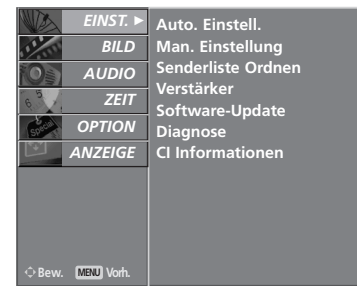 EINST. ►
BILD
AUDIO
ZEIT
OPTION
ANZEIGE
Auto. Einstell.
Man. Einstellung
Senderliste Ordnen
Verstärker
Software-Update
Diagnose
CI Informationen
Bew. MENU Vorh.
Special